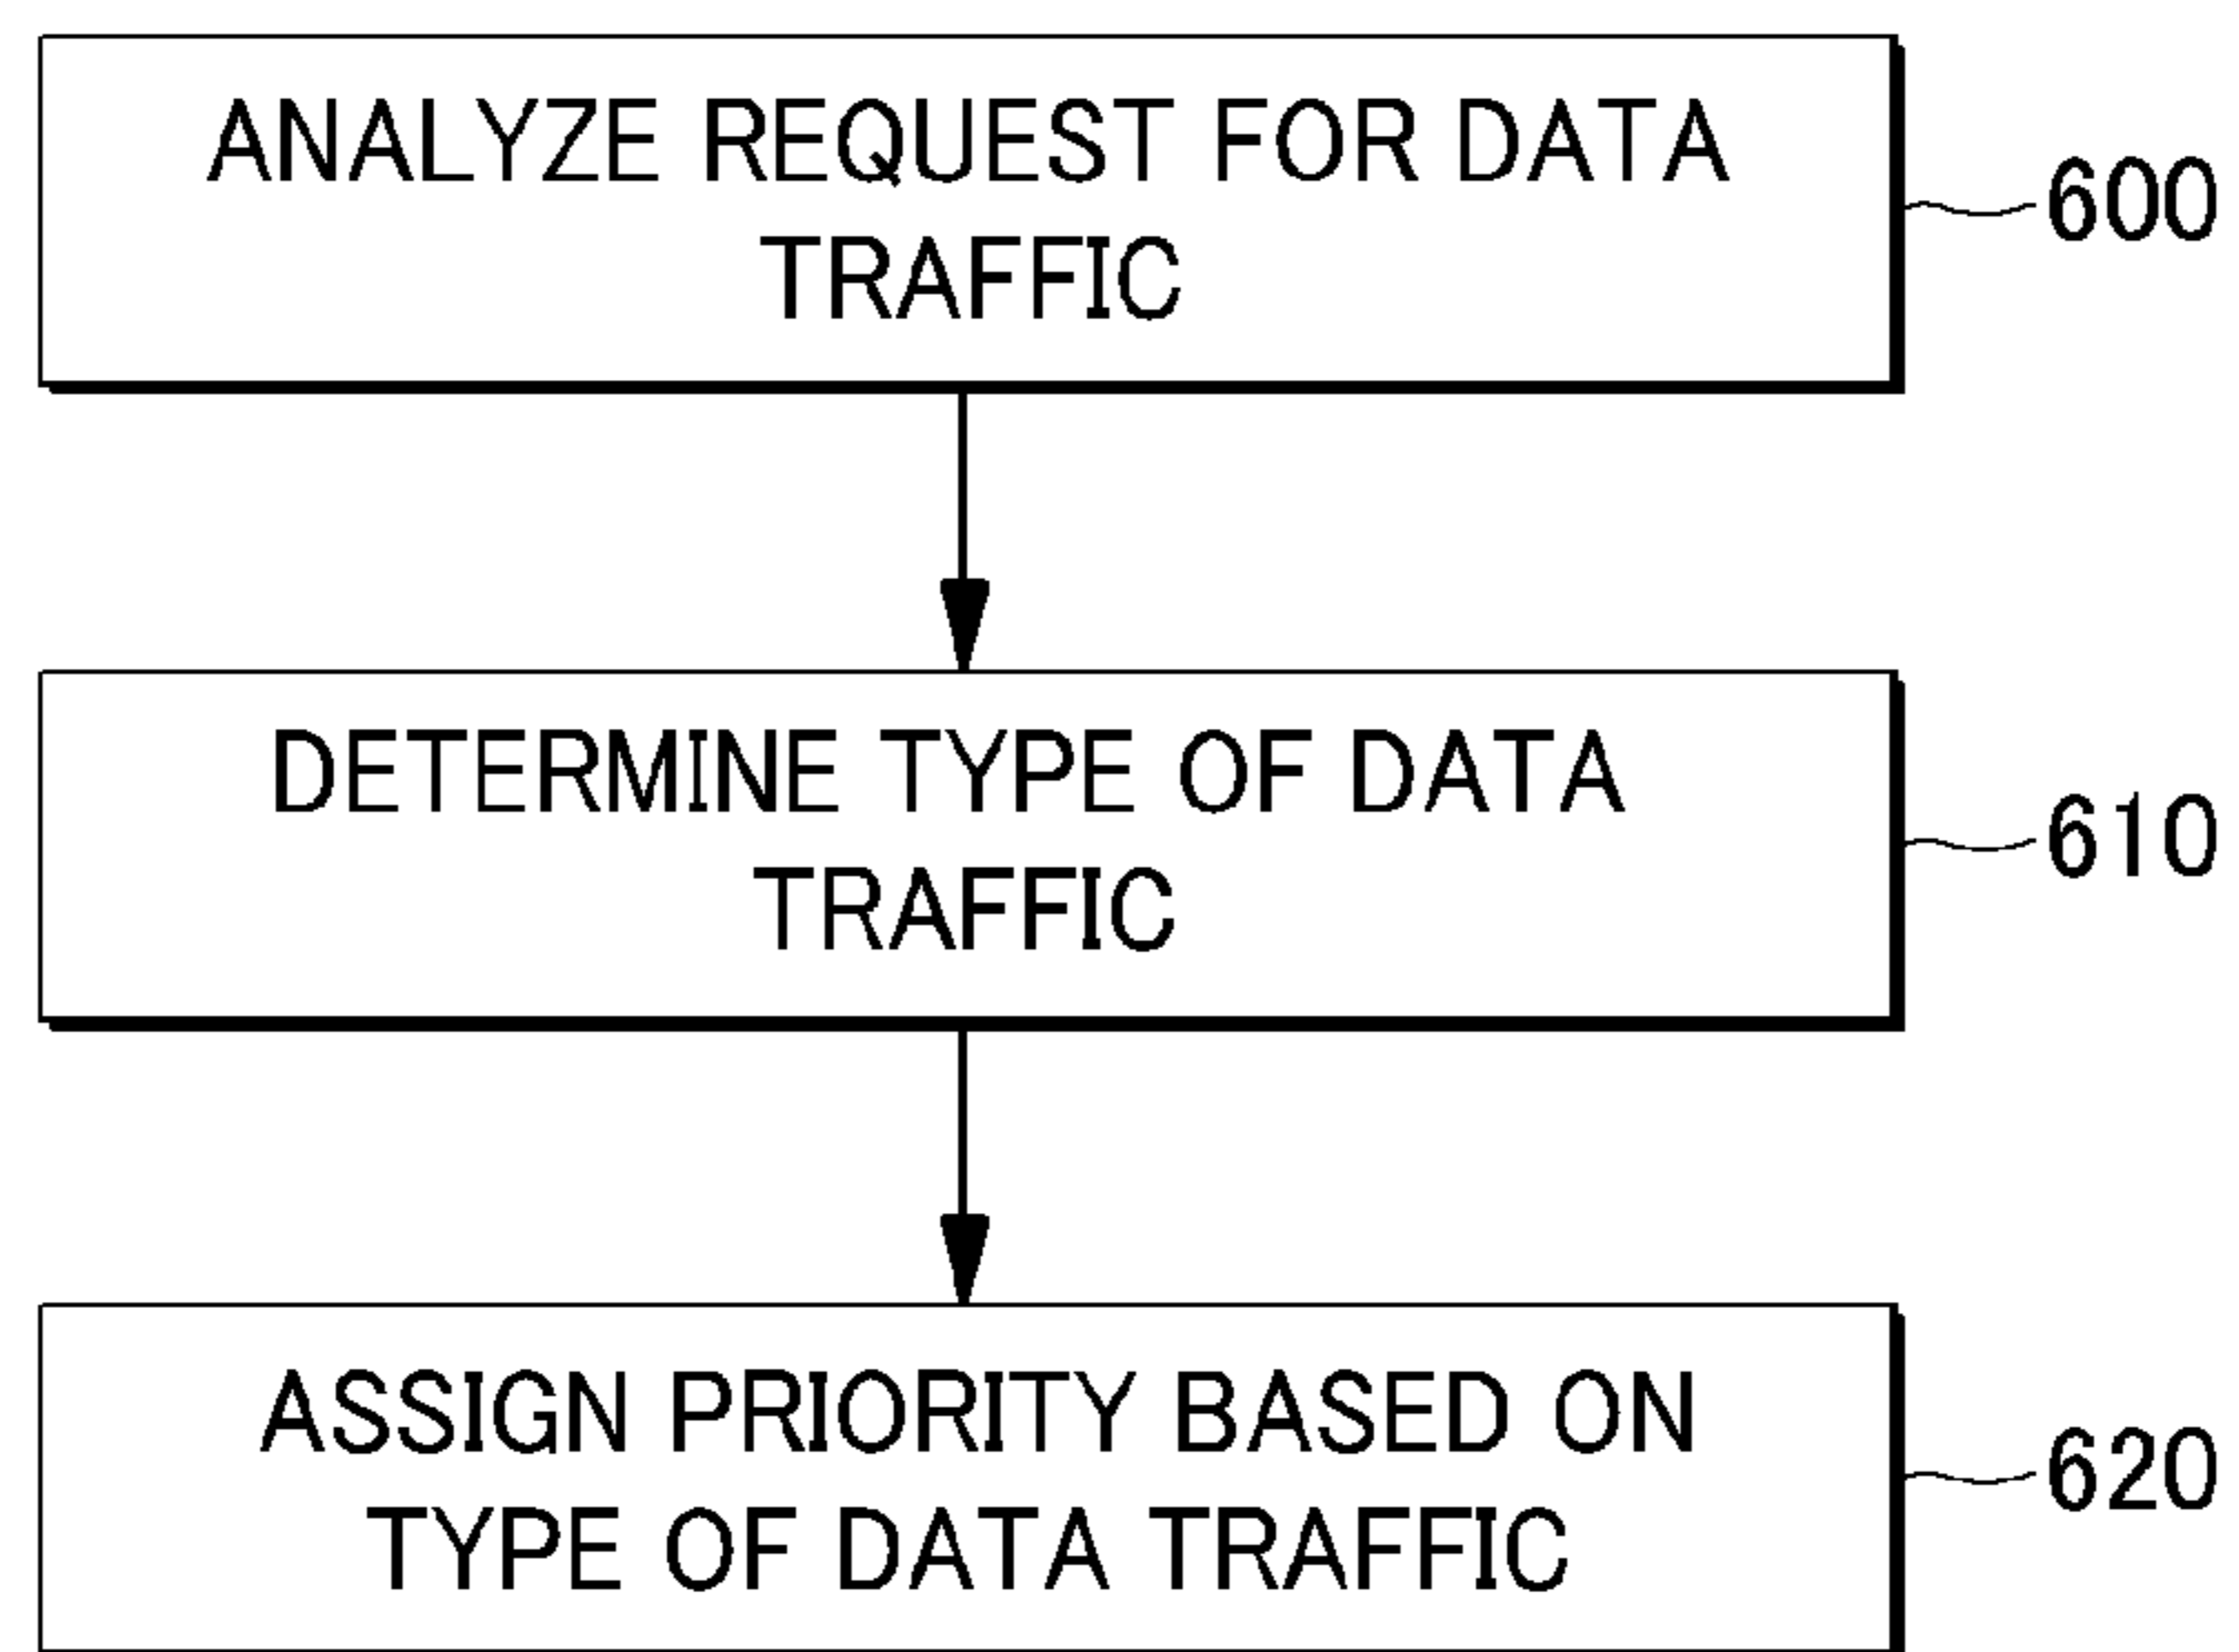 ANALYZE REQUEST FOR DATA
TRAFFIC
600
DETERMINE TYPE OF DATA
TRAFFIC
610
ASSIGN PRIORITY BASED ON
TYPE OF DATA TRAFFIC
620